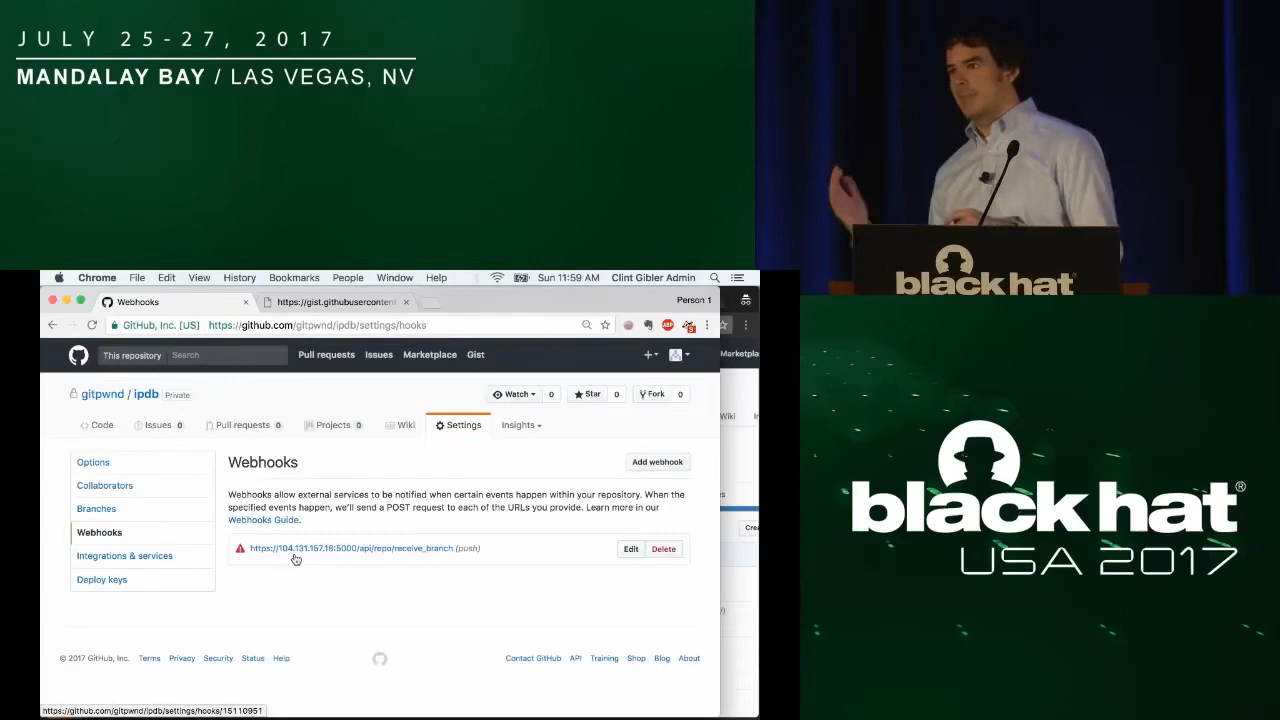 JULY 25-27, 2017
MANDALAY BAY / LAS VEGAS, NV
black hat®
Chrome File Edit View History Bookmarks People Window Help Sun 11:59 AM Clint Gibler Admin
Webhooks × https://gist.githubusercontent ×
Person 1
GitHub, Inc. [US] https://github.com/gitpwnd/ipdb/settings/hooks
This repository Search Pull requests Issues Marketplace Gist
Marketpla
gitpwnd / ipdb Private
Watch 0 Star 0 Fork 0
Code Issues 0 Pull requests 0 Projects 0 Wiki Settings Insights
Wiki
Options
Collaborators
Branches
Webhooks
Integrations & services
Deploy keys
Webhooks
Add webhook
Webhooks allow external services to be notified when certain events happen within your repository. When the
specified events happen, we'll send a POST request to each of the URLs you provide. Learn more in our
Webhooks Guide.
https://104.131.157.18:5000/api/repo/receive_branch (push)
Edit Delete
Crea
© 2017 GitHub, Inc. Terms Privacy Security Status Help
Contact GitHub API Training Shop Blog About
https://github.com/gitpwnd/ipdb/settings/hooks/15110951
black hat®
USA 2017